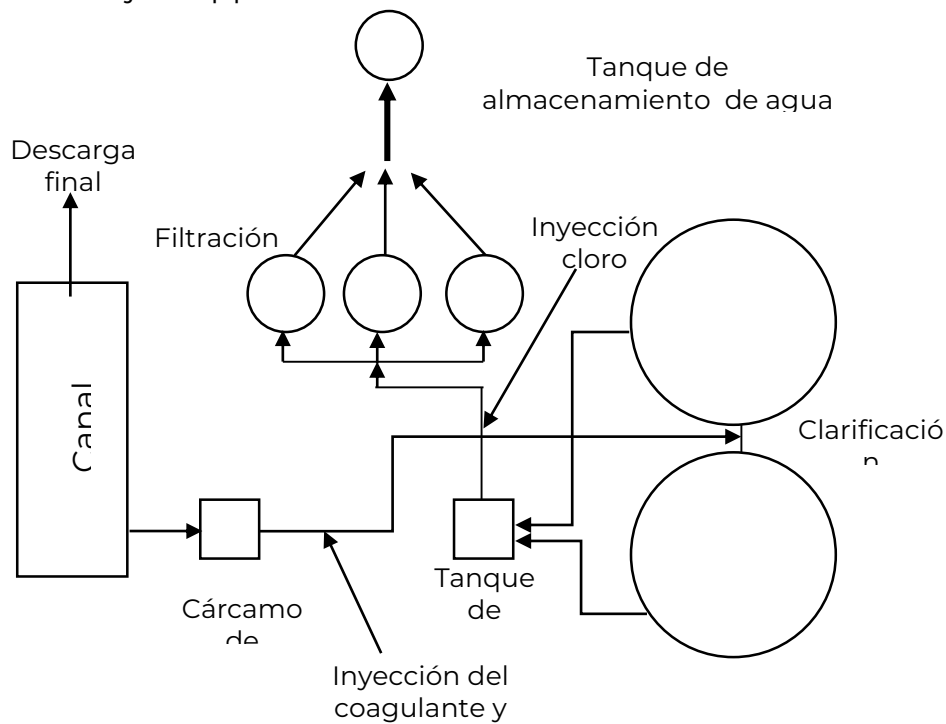 Tanque de
almacenamiento de agua
Descarga
final
Filtración
Inyección
cloro
Canal
Clarificació
n
Tanque
de
Cárcamo
de
Inyección del
coagulante y